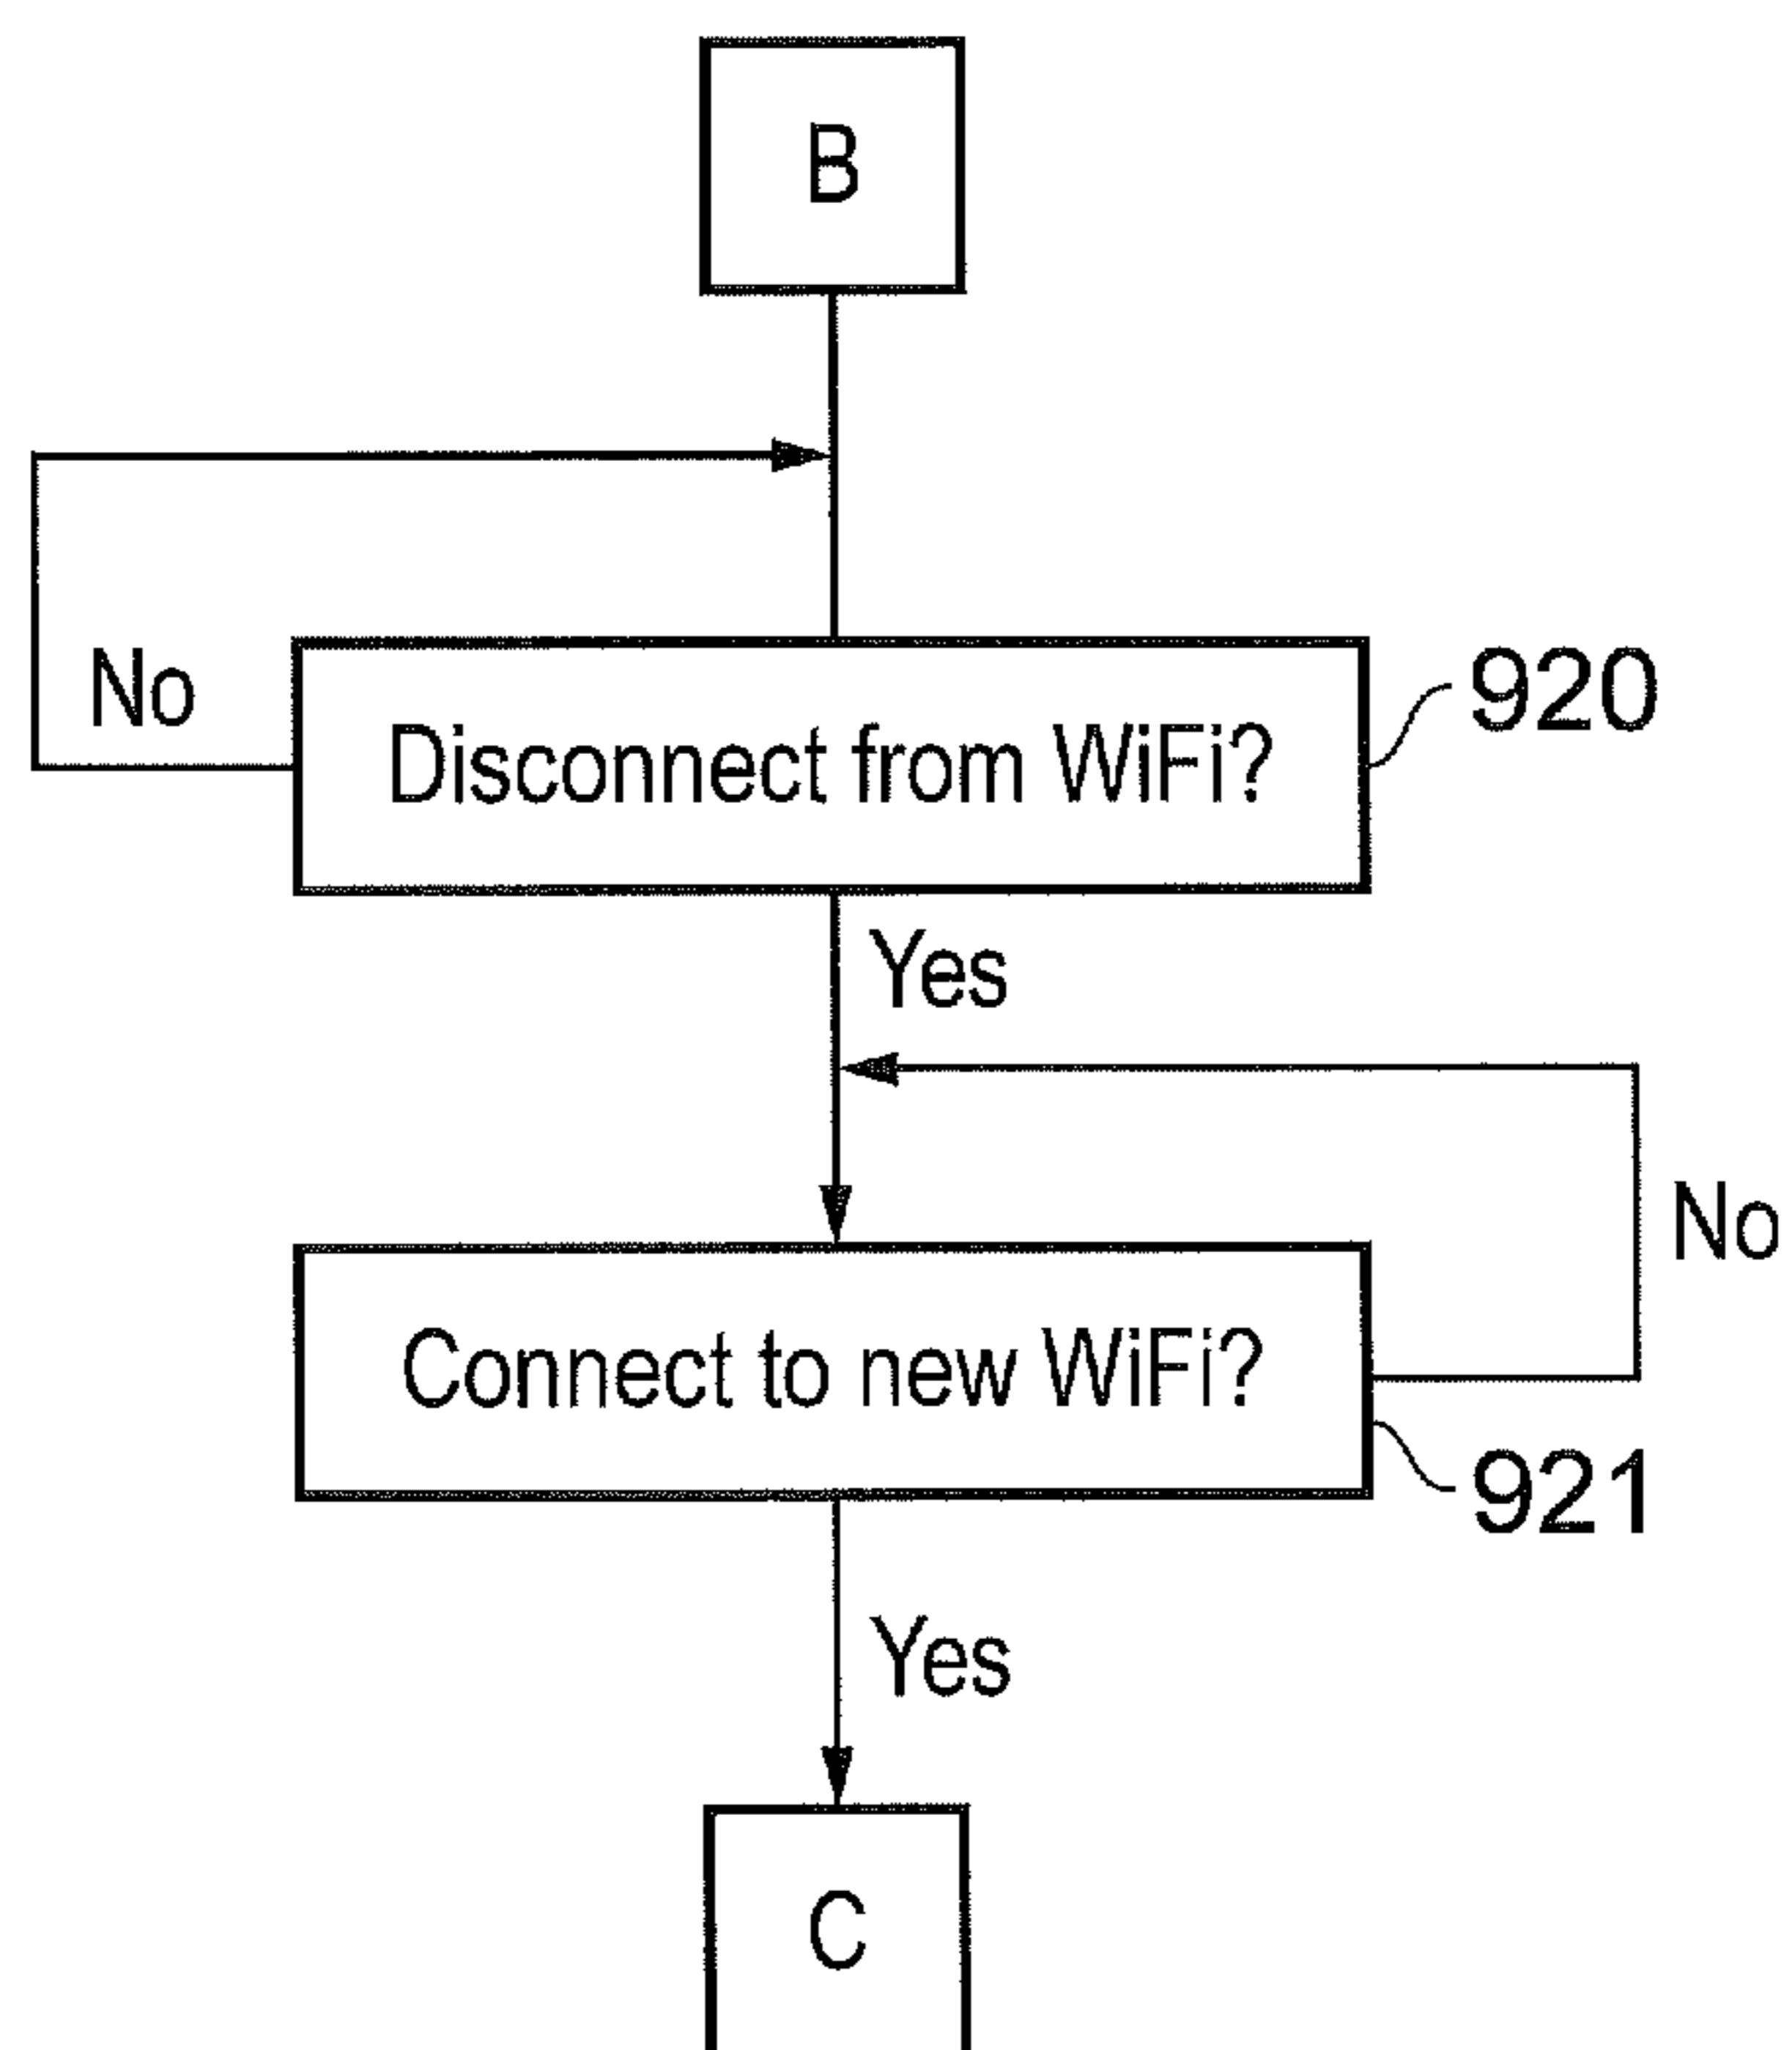 B
No
920
Disconnect from WiFi?
Yes
No
Connect to new WiFi?
921
Yes
C